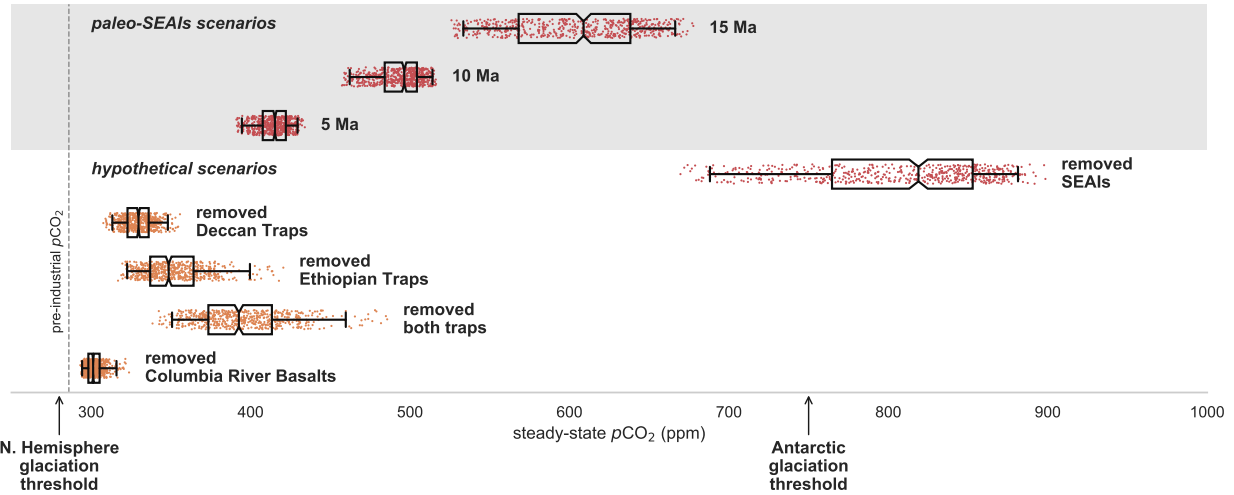 paleo-SEAIs scenarios
15 Ma
10 Ma
5 Ma
hypothetical scenarios
removed
SEAIs
removed
Deccan Traps
removed
Ethiopian Traps
removed
both traps
removed
Columbia River Basalts
pre-industrial pCO₂
300 400 500 600 700 800 900 1000
steady-state pCO₂ (ppm)
N. Hemisphere
glaciation
threshold
Antarctic
glaciation
threshold